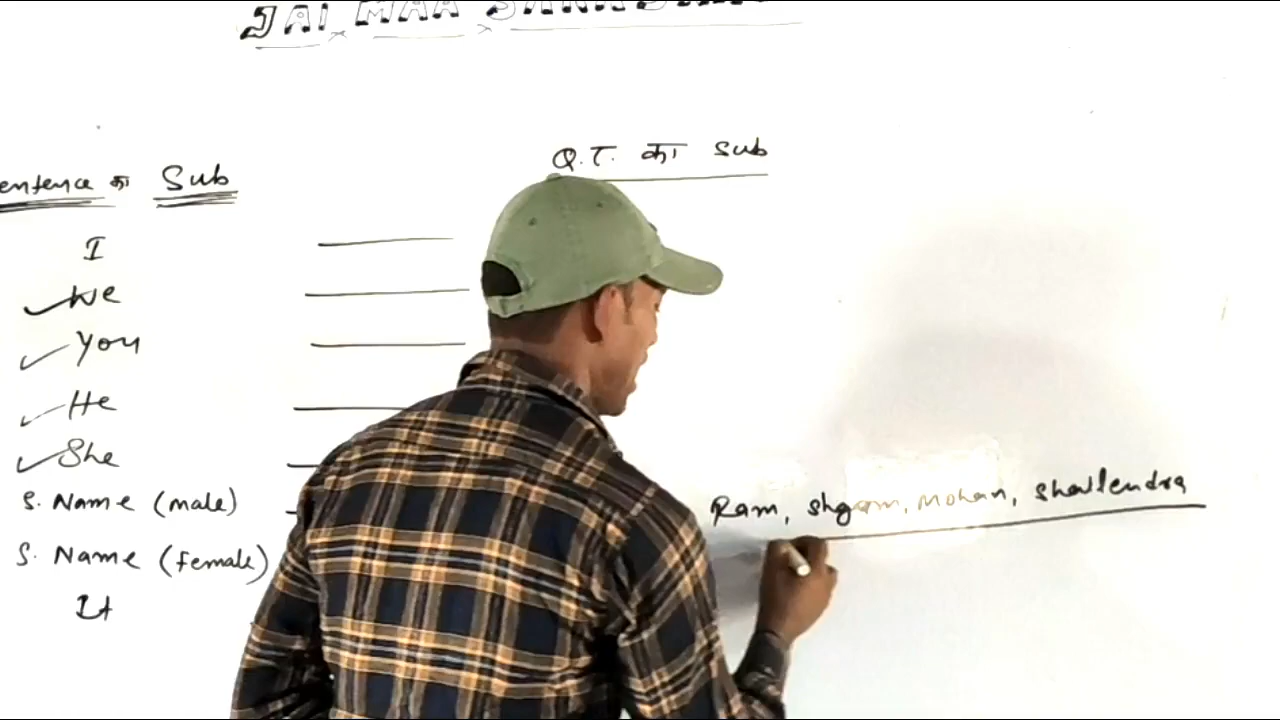 JAI MAA
entence का Sub
Q.T. का Sub
I
We
You
He
She
S. Name (male)
Ram, Shyam, Mohan, Shailendra
S. Name (female)
It